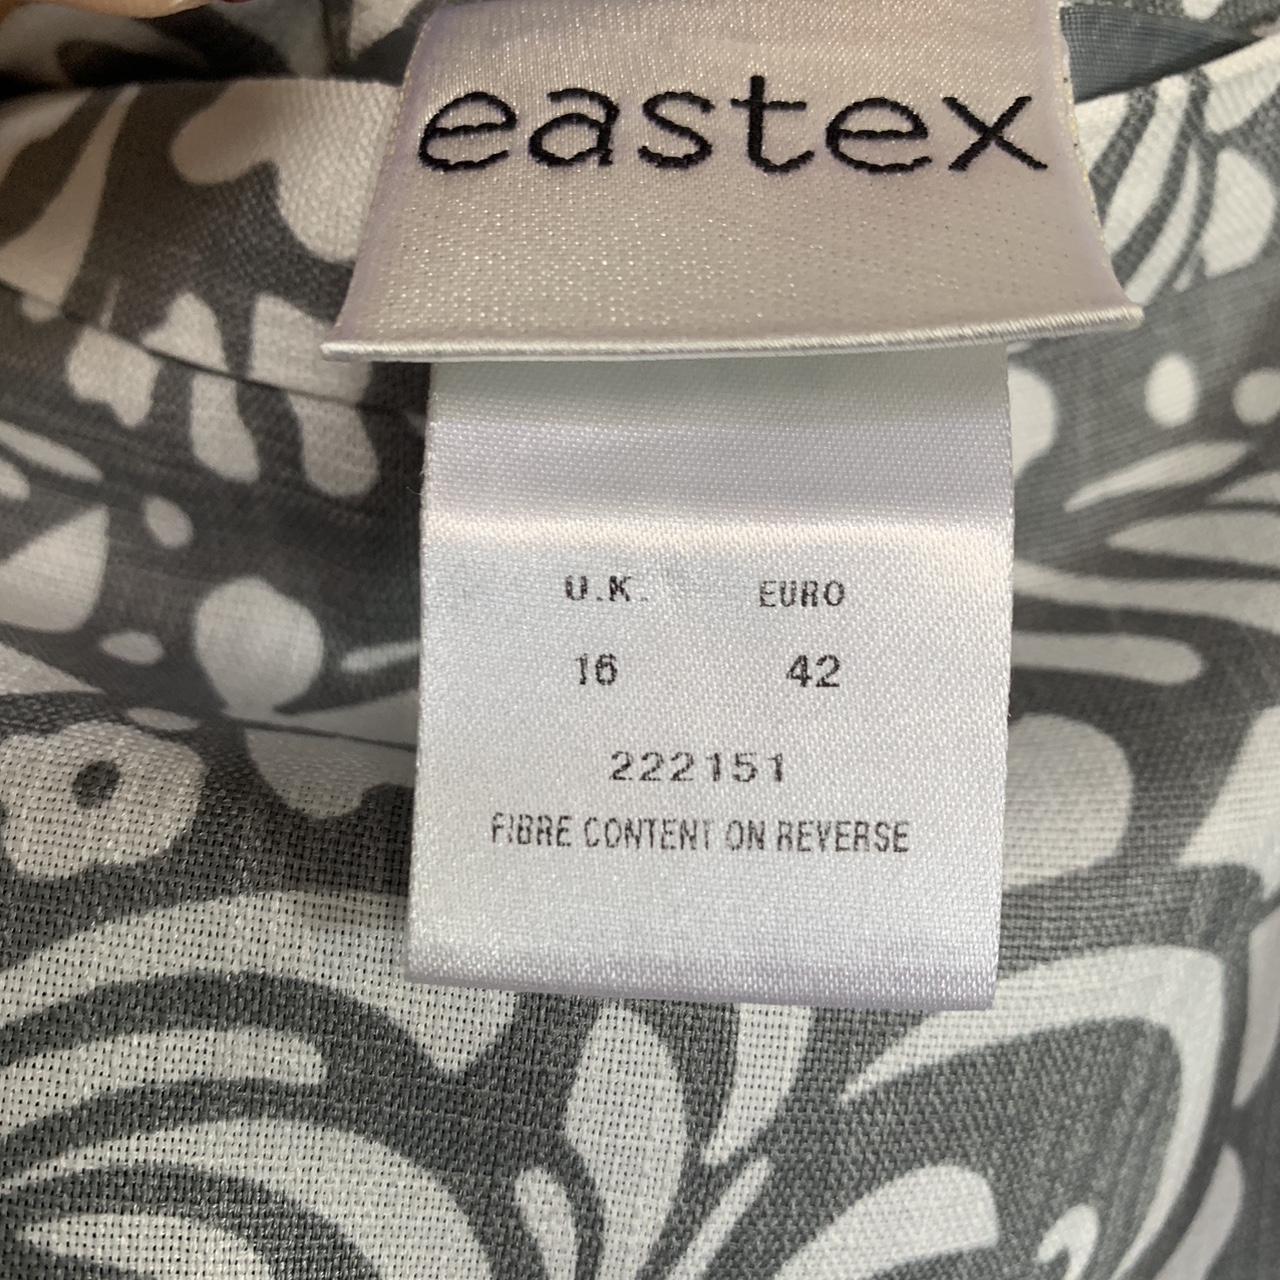 eastex
U.K. EURO
16 42
222151
FIBRE CONTENT ON REVERSE